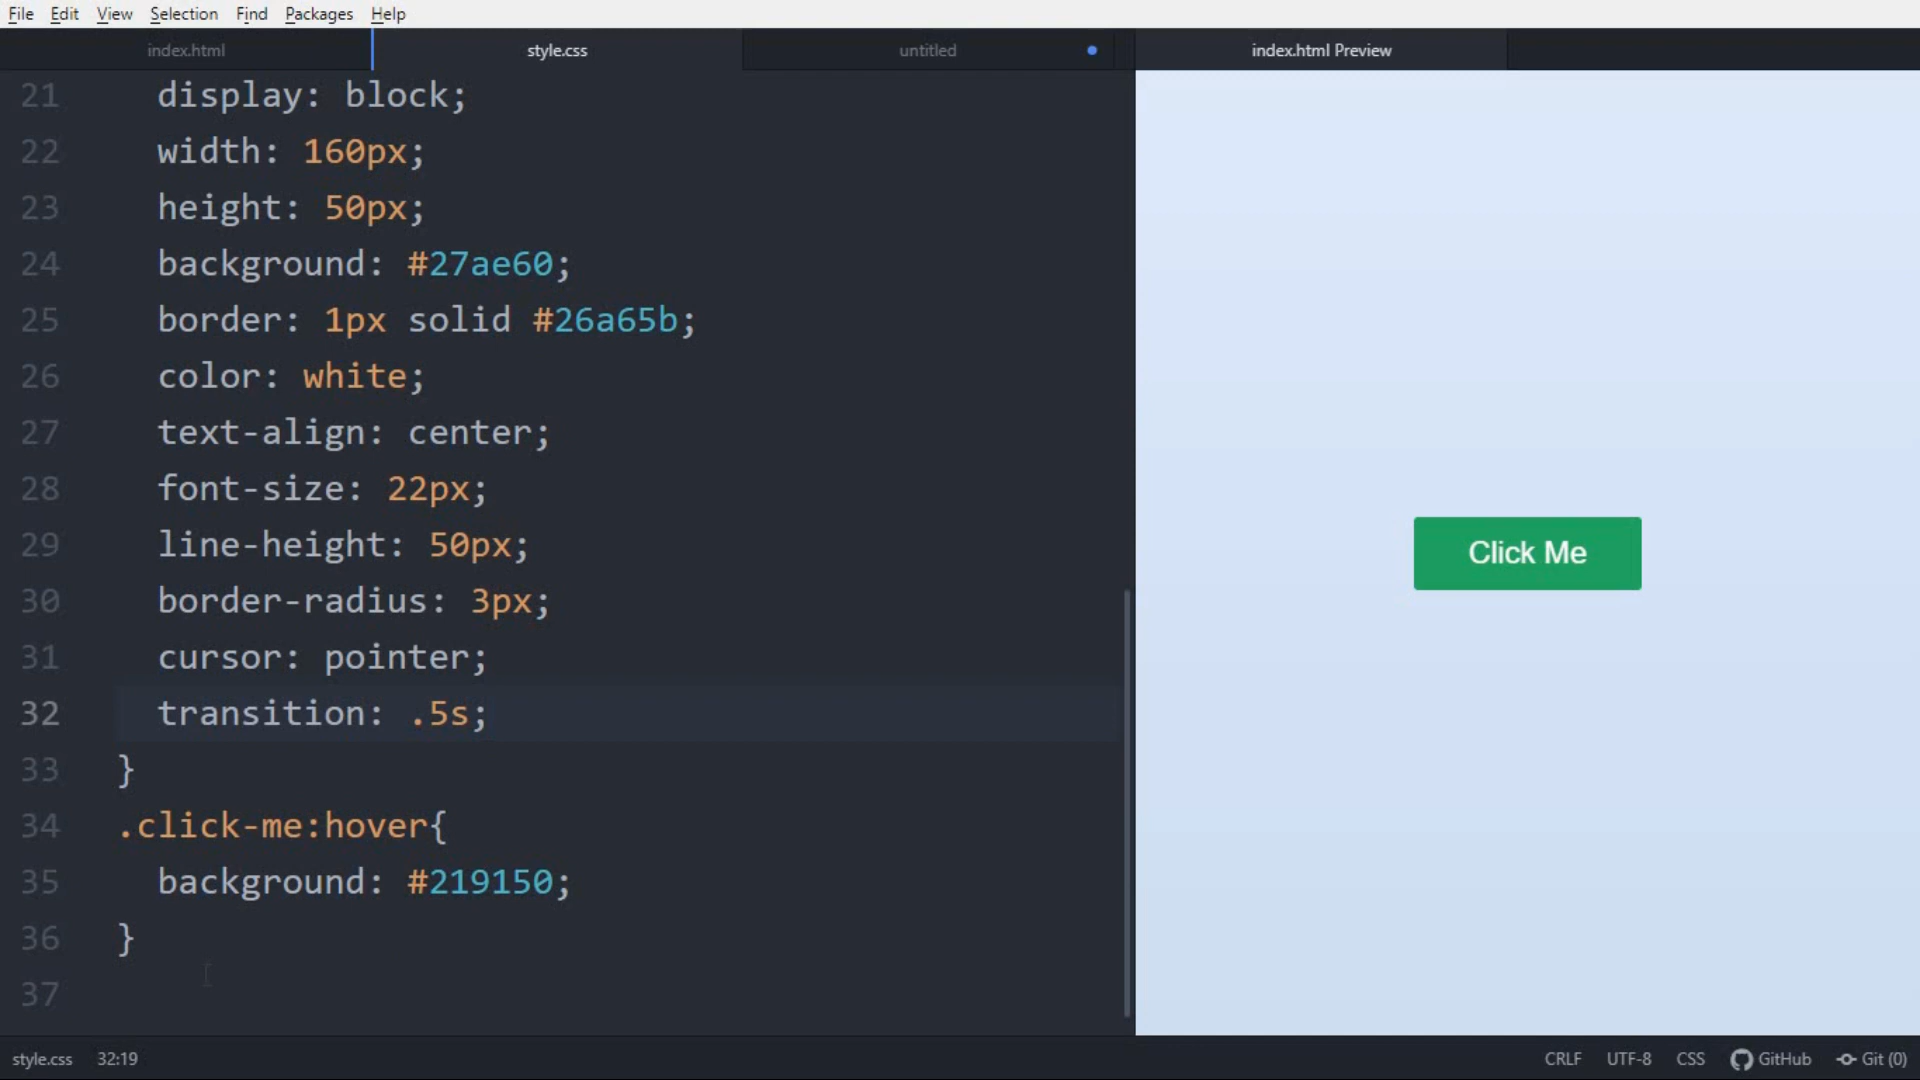 File Edit View Selection Find Packages Help
index.html style.css untitled index.html Preview
21 display: block;
22 width: 160px;
23 height: 50px;
24 background: #27ae60;
25 border: 1px solid #26a65b;
26 color: white;
27 text-align: center;
28 font-size: 22px;
29 line-height: 50px;
30 border-radius: 3px;
31 cursor: pointer;
32 transition: .5s;
33 }
34 .click-me:hover{
35 background: #219150;
36 }
37
Click Me
style.css 32:19 CRLF UTF-8 CSS GitHub Git (0)